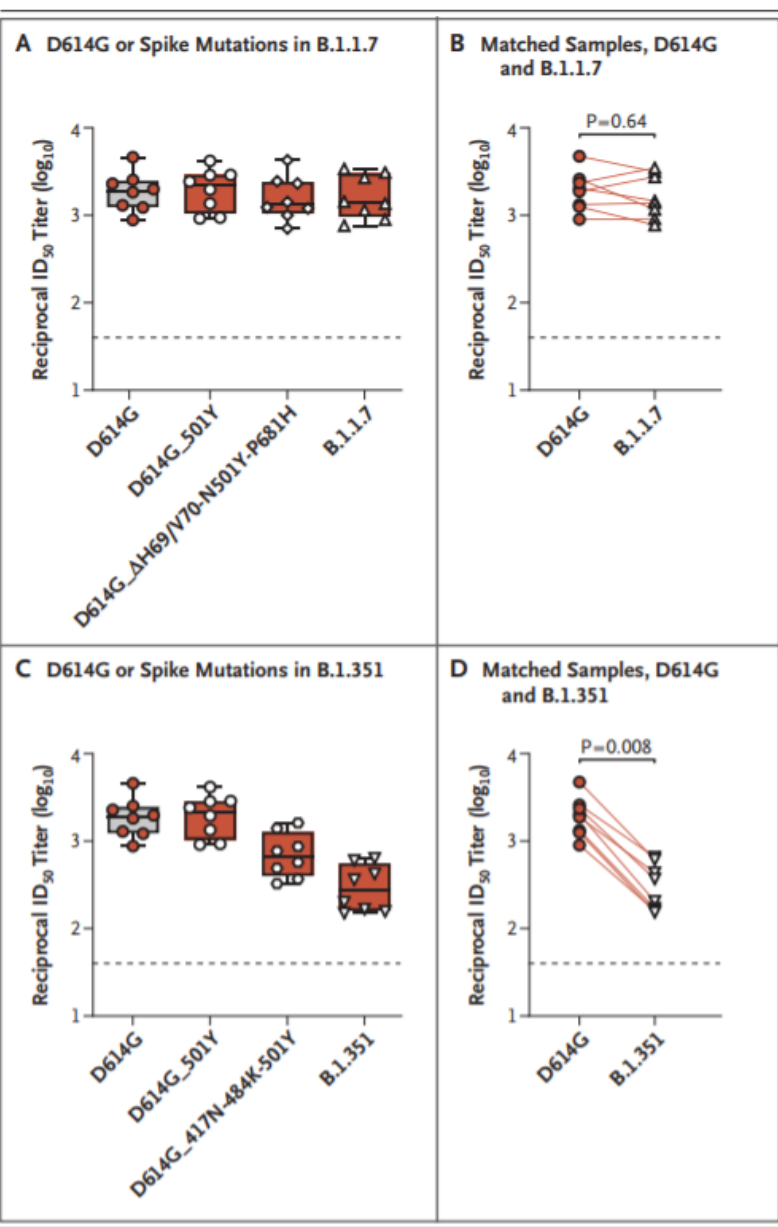 A D614G or Spike Mutations in B.1.1.7
Reciprocal ID50 Titer (log10)
4
3
2
1
D614G
D614G_501Y
D614G_ΔH69/V70-N501Y-P681H
B.1.1.7
B Matched Samples, D614G
and B.1.1.7
P=0.64
Reciprocal ID50 Titer (log10)
4
3
2
1
D614G
B.1.1.7
C D614G or Spike Mutations in B.1.351
Reciprocal ID50 Titer (log10)
4
3
2
1
D614G
D614G_501Y
D614G_417N-484K-501Y
B.1.351
D Matched Samples, D614G
and B.1.351
P=0.008
Reciprocal ID50 Titer (log10)
4
3
2
1
D614G
B.1.351